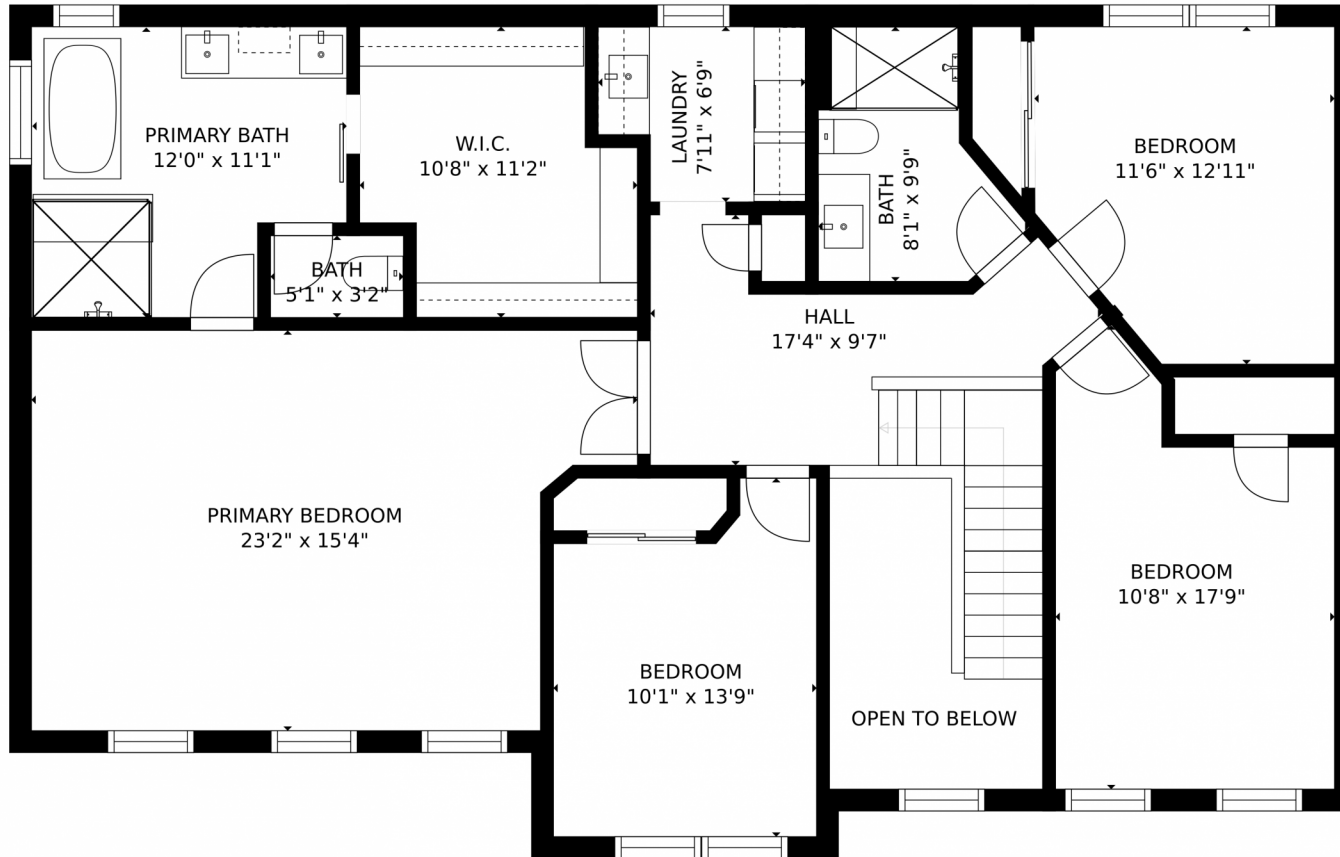 PRIMARY BATH
12'0" x 11'1"
W.I.C.
10'8" x 11'2"
LAUNDRY
7'11" x 6'9"
BATH
8'1" x 9'9"
BEDROOM
11'6" x 12'11"
BATH
5'1" x 3'2"
HALL
17'4" x 9'7"
PRIMARY BEDROOM
23'2" x 15'4"
BEDROOM
10'8" x 17'9"
BEDROOM
10'1" x 13'9"
OPEN TO BELOW